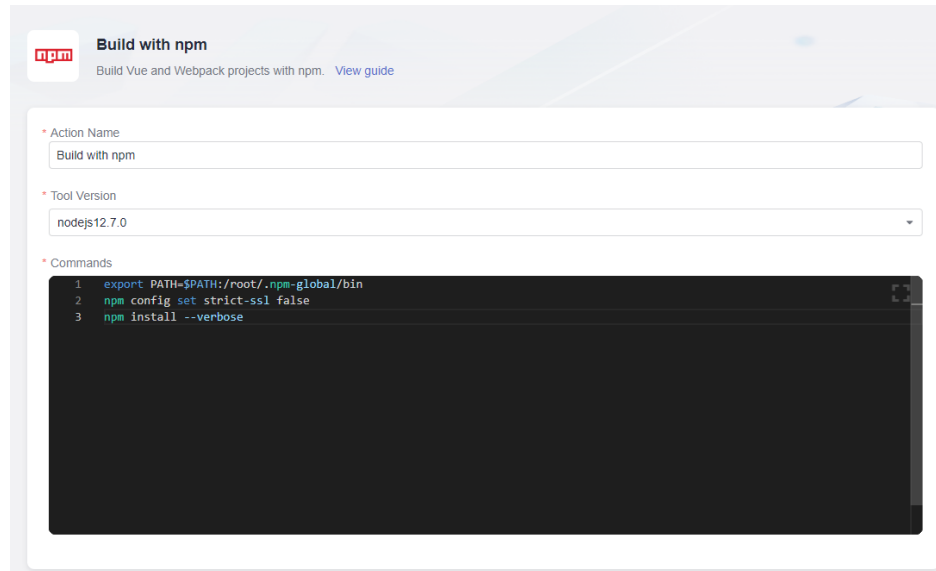 npm
Build with npm
Build Vue and Webpack projects with npm. View guide
* Action Name
Build with npm
* Tool Version
nodejs12.7.0
* Commands
1 export PATH=$PATH:/root/.npm-global/bin
2 npm config set strict-ssl false
3 npm install --verbose